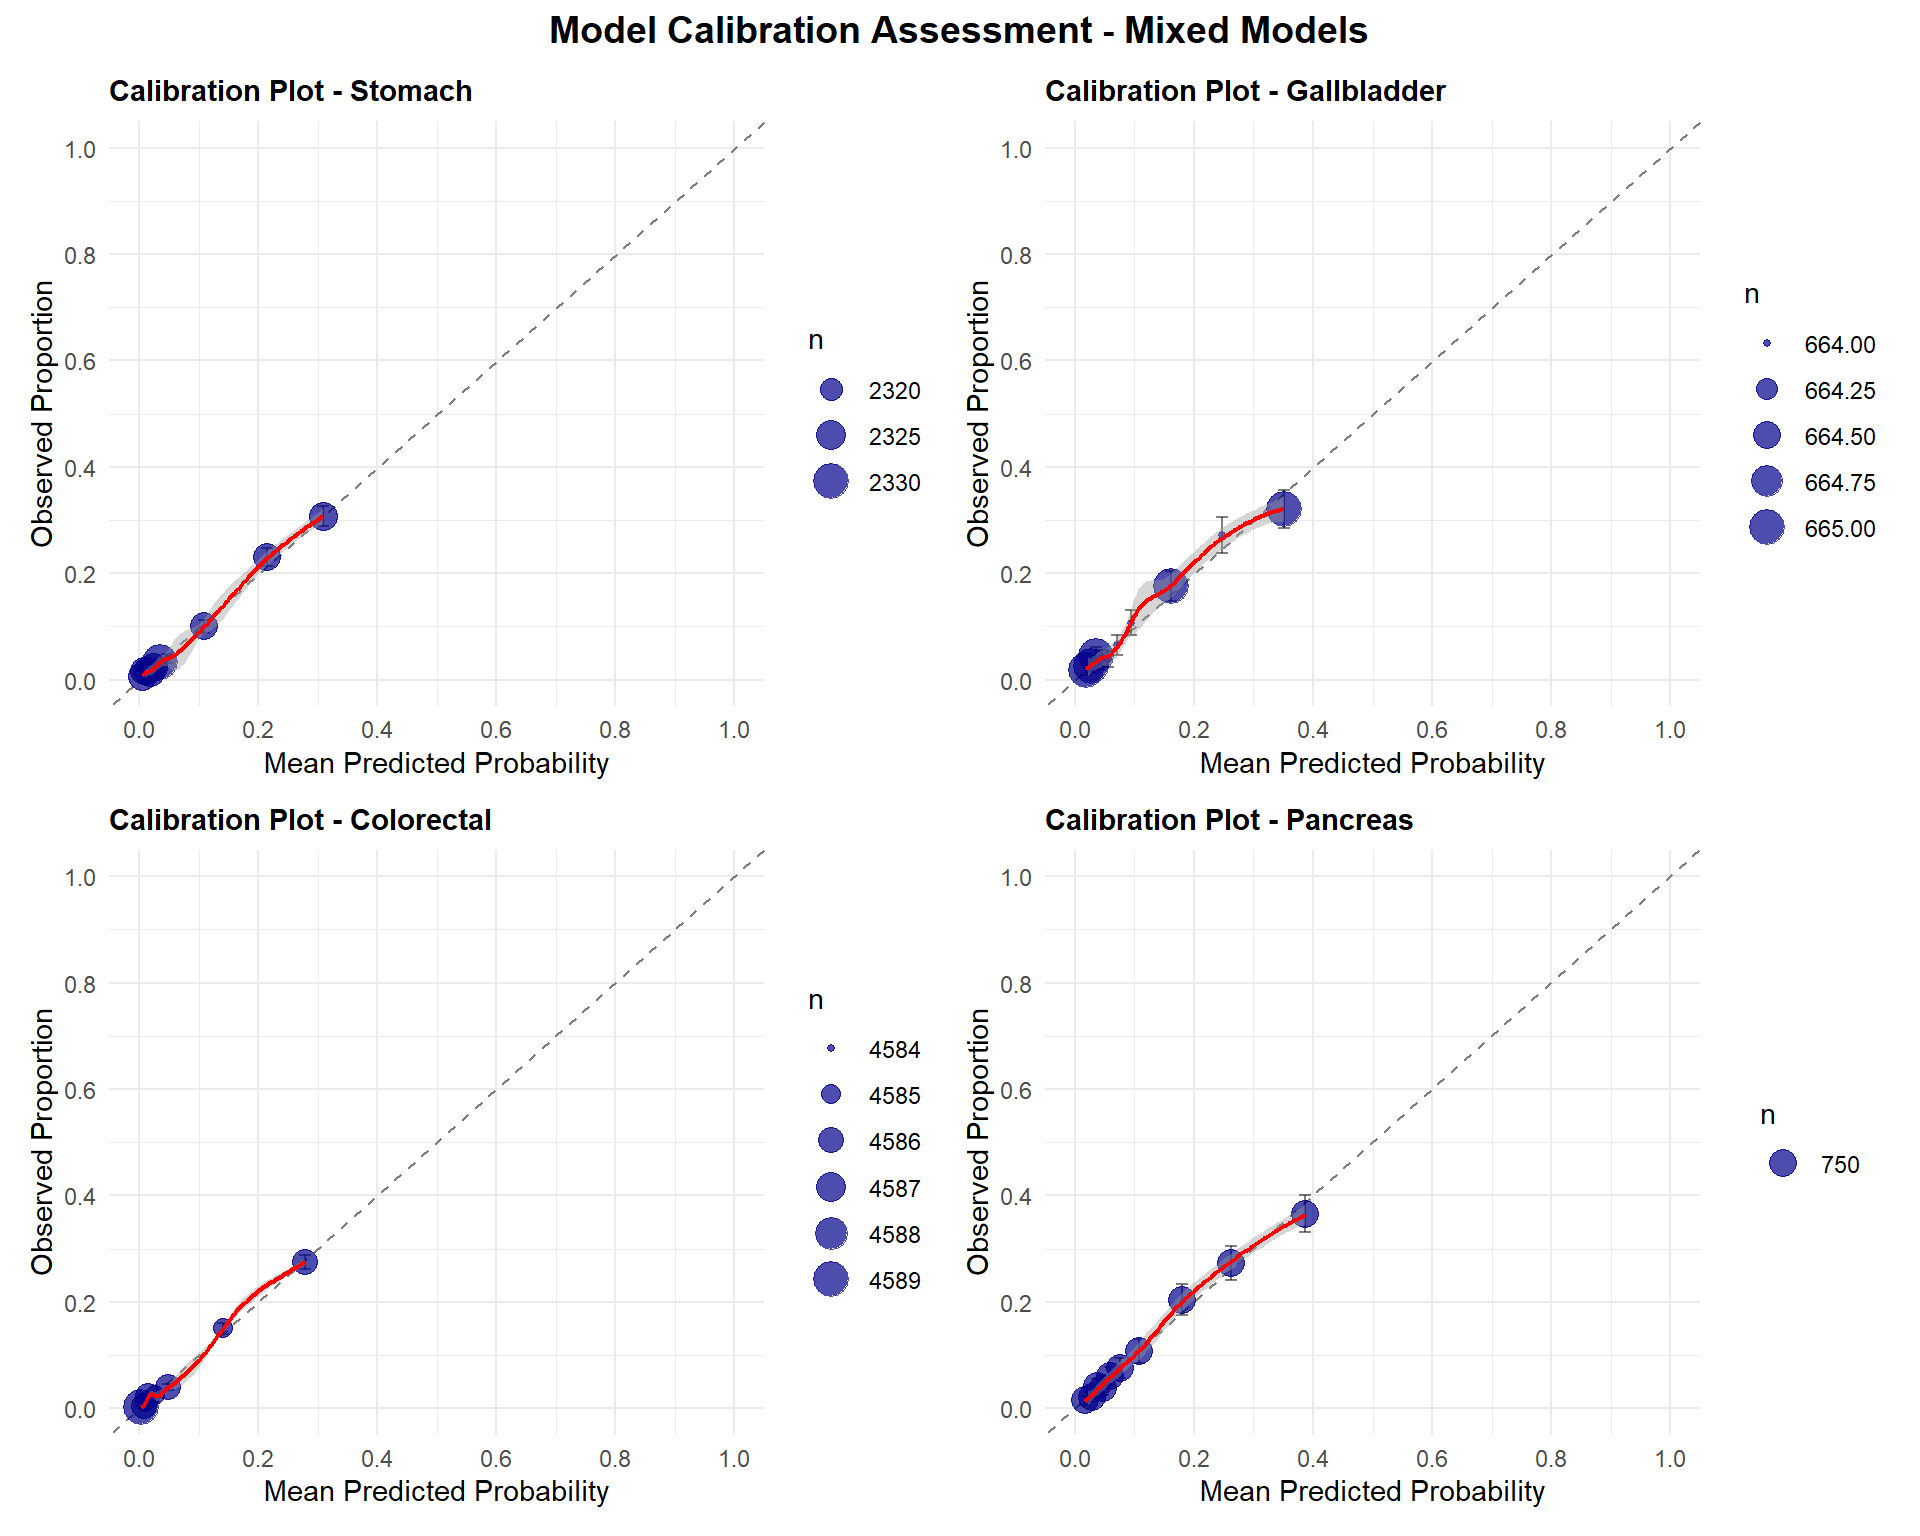 Model Calibration Assessment - Mixed Models
Calibration Plot - Stomach
1.0
0.8
0.6
0.4
0.2
0.0
Observed Proportion
0.0 0.2 0.4 0.6 0.8 1.0
Mean Predicted Probability
n
2320
2325
2330
Calibration Plot - Gallbladder
1.0
0.8
0.6
0.4
0.2
0.0
Observed Proportion
0.0 0.2 0.4 0.6 0.8 1.0
Mean Predicted Probability
n
664.00
664.25
664.50
664.75
665.00
Calibration Plot - Colorectal
1.0
0.8
0.6
0.4
0.2
0.0
Observed Proportion
0.0 0.2 0.4 0.6 0.8 1.0
Mean Predicted Probability
n
4584
4585
4586
4587
4588
4589
Calibration Plot - Pancreas
1.0
0.8
0.6
0.4
0.2
0.0
Observed Proportion
0.0 0.2 0.4 0.6 0.8 1.0
Mean Predicted Probability
n
750